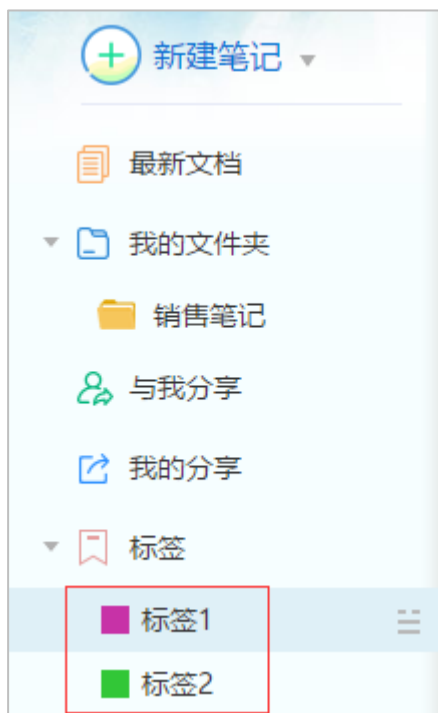 新建笔记
最新文档
我的文件夹
销售笔记
与我分享
我的分享
标签
标签1
标签2